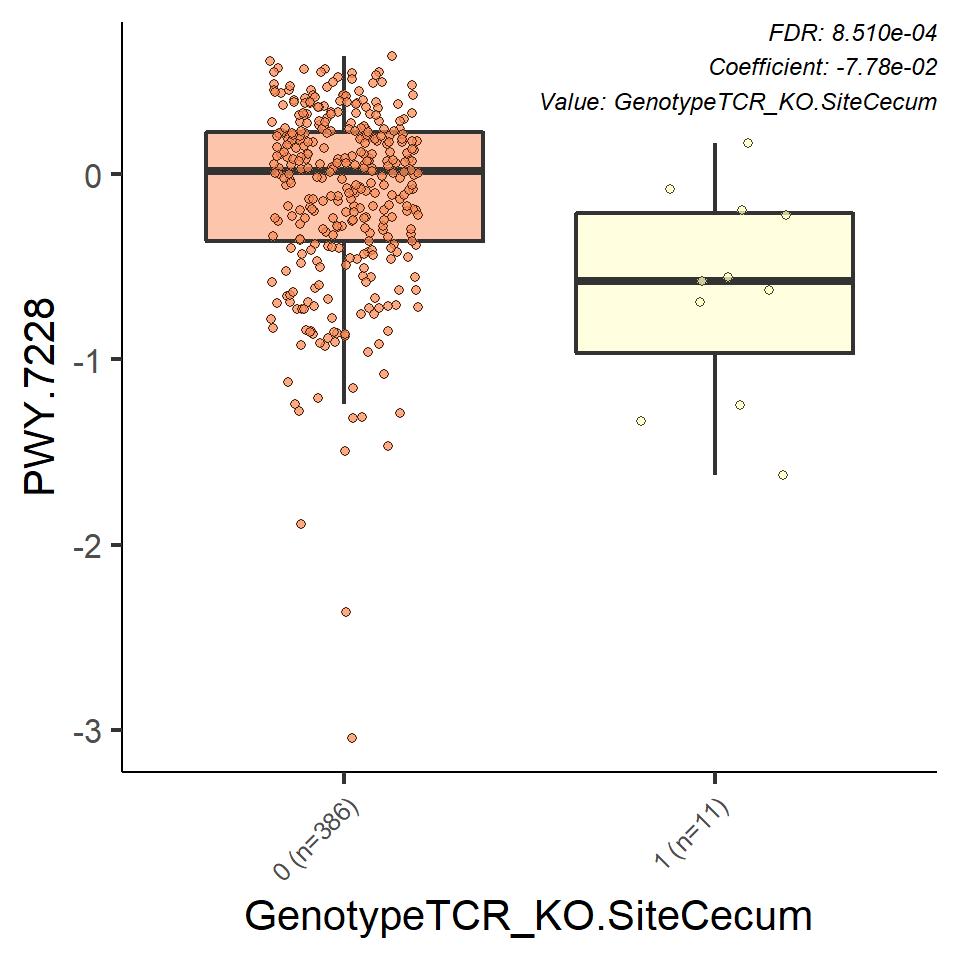 FDR: 8.510e-04
Coefficient: -7.78e-02
Value: GenotypeTCR_KO.SiteCecum
PWY.7228
0
-1
-2
-3
0 (n=386)
1 (n=11)
GenotypeTCR_KO.SiteCecum